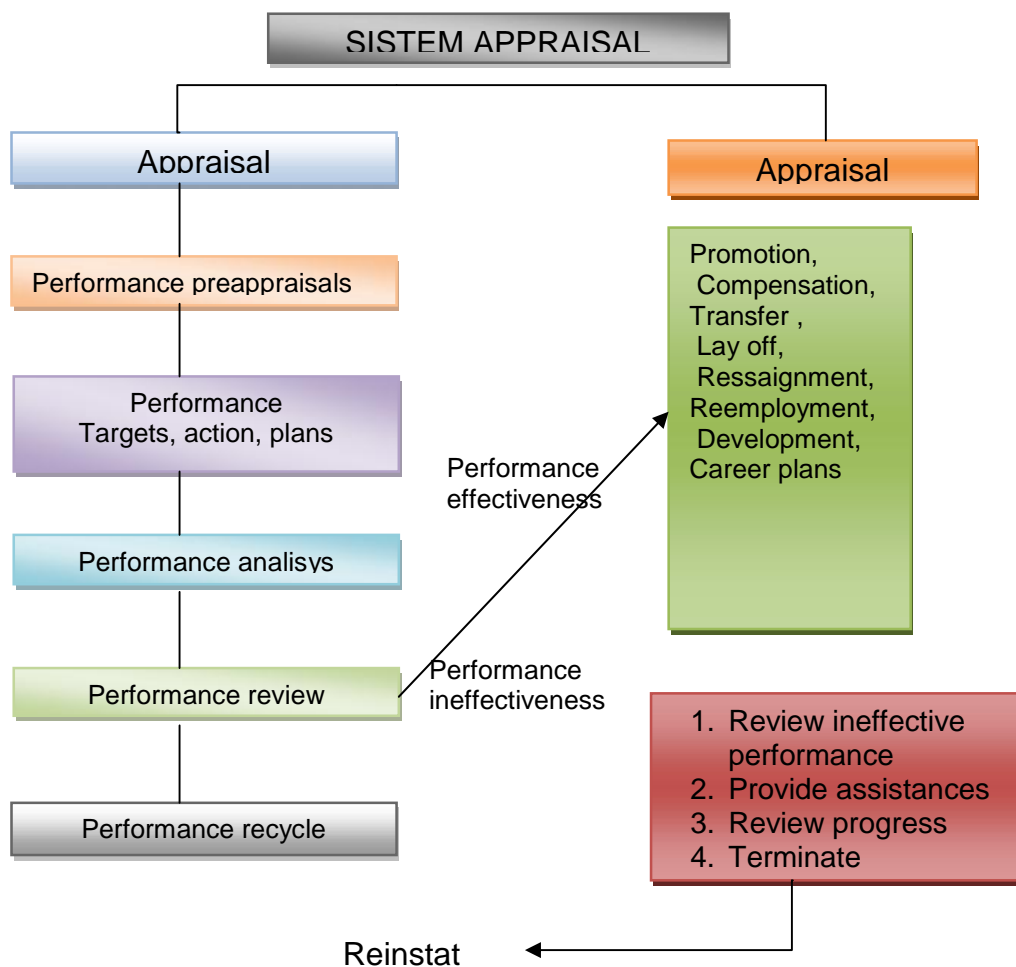 SISTEM APPRAISAL
Appraisal
Performance preappraisals
Performance
Targets, action, plans
Performance analisys
Performance review
Performance recycle
Performance
effectiveness
Performance
ineffectiveness
Appraisal
Promotion,
Compensation,
Transfer ,
Lay off,
Ressaignment,
Reemployment,
Development,
Career plans
1. Review ineffective
performance
2. Provide assistances
3. Review progress
4. Terminate
Reinstat